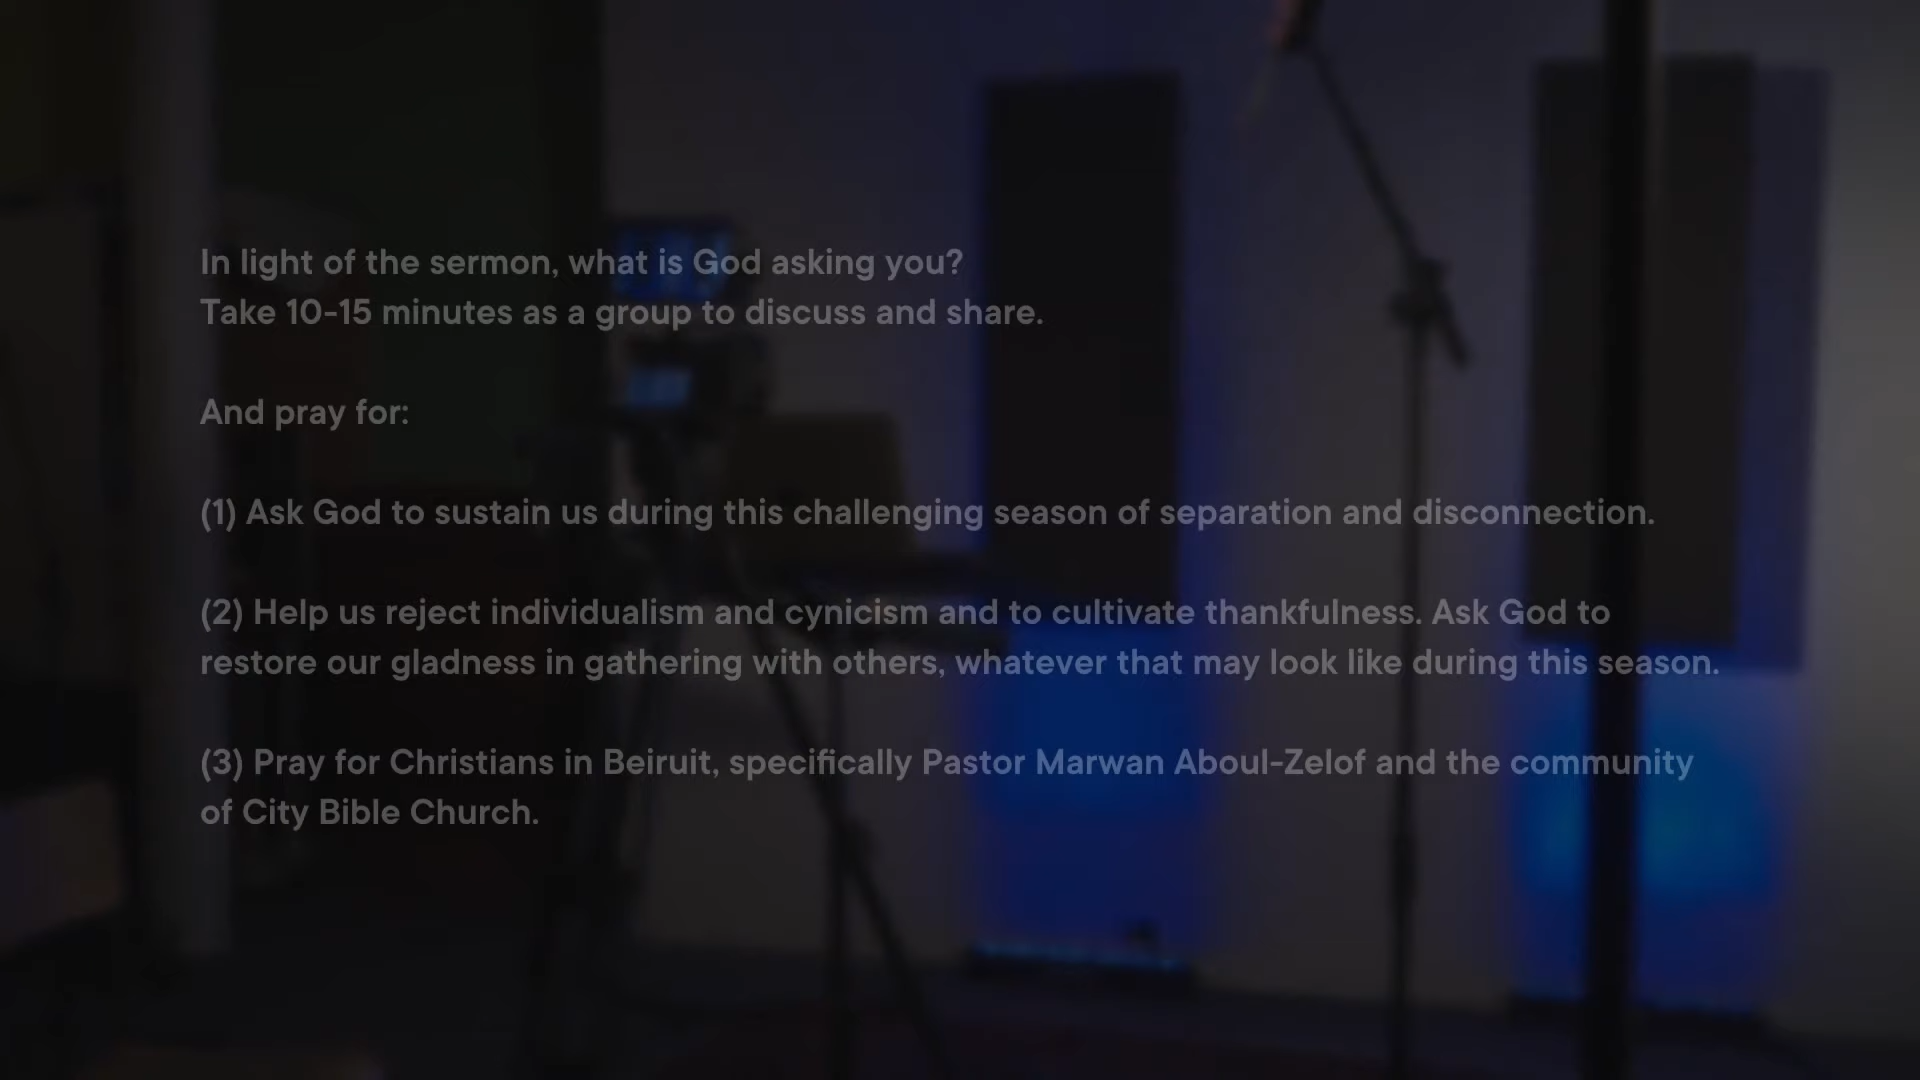 In light of the sermon, what is God asking you?
Take 10-15 minutes as a group to discuss and share.
And pray for:
(1) Ask God to sustain us during this challenging season of separation and disconnection.
(2) Help us reject individualism and cynicism and to cultivate thankfulness. Ask God to
restore our gladness in gathering with others, whatever that may look like during this season.
(3) Pray for Christians in Beiruit, specifically Pastor Marwan Aboul-Zelof and the community
of City Bible Church.